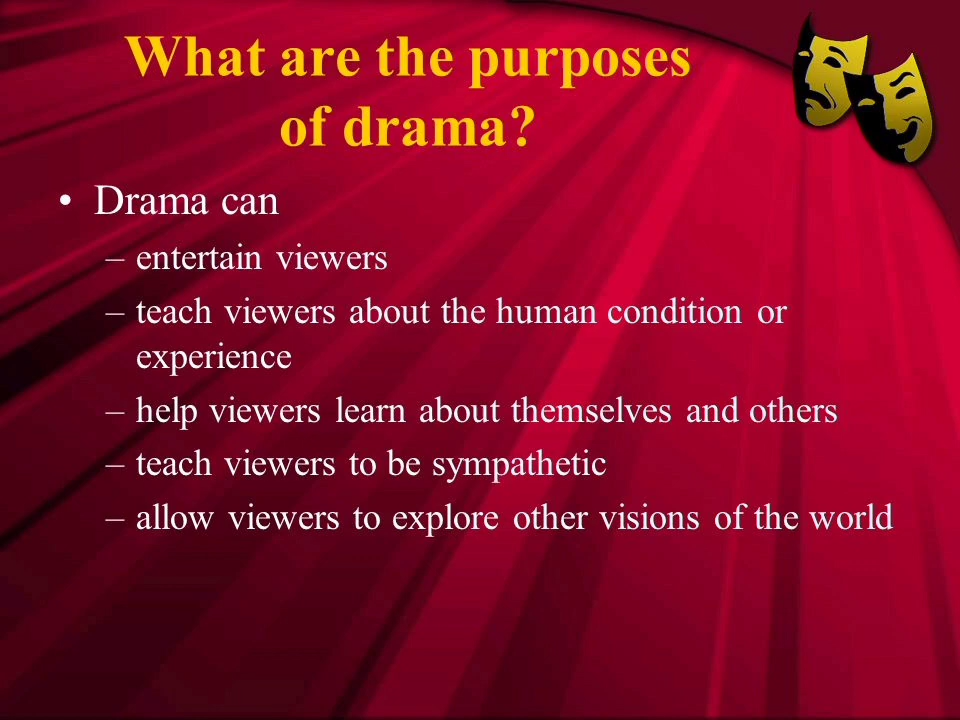 What are the purposes
of drama?
• Drama can
– entertain viewers
– teach viewers about the human condition or
experience
– help viewers learn about themselves and others
– teach viewers to be sympathetic
– allow viewers to explore other visions of the world